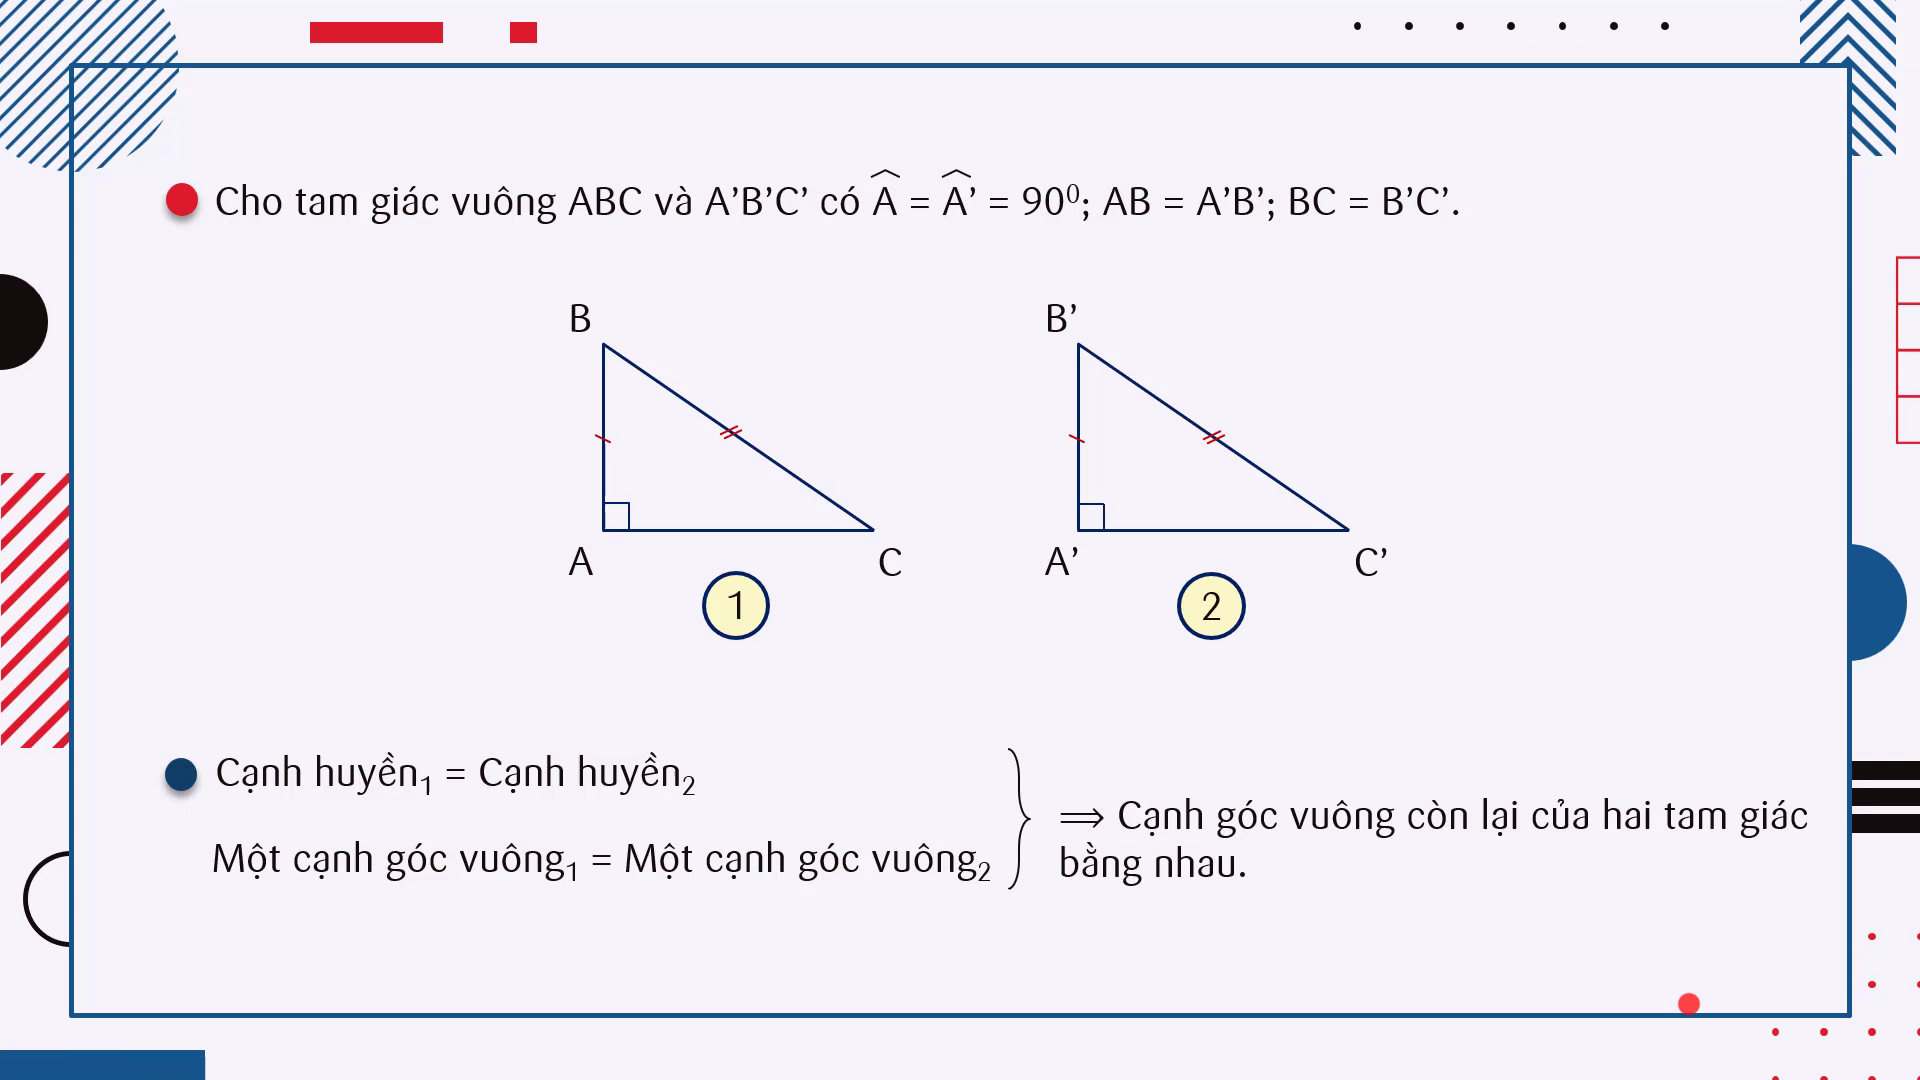 Cho tam giác vuông ABC và A’B’C’ có A͡ = A͡’ = 90⁰; AB = A’B’; BC = B’C’.
B
B’
A
C
A’
C’
1
2
Cạnh huyền₁ = Cạnh huyền₂
Một cạnh góc vuông₁ = Một cạnh góc vuông₂
⟹ Cạnh góc vuông còn lại của hai tam giác
bằng nhau.